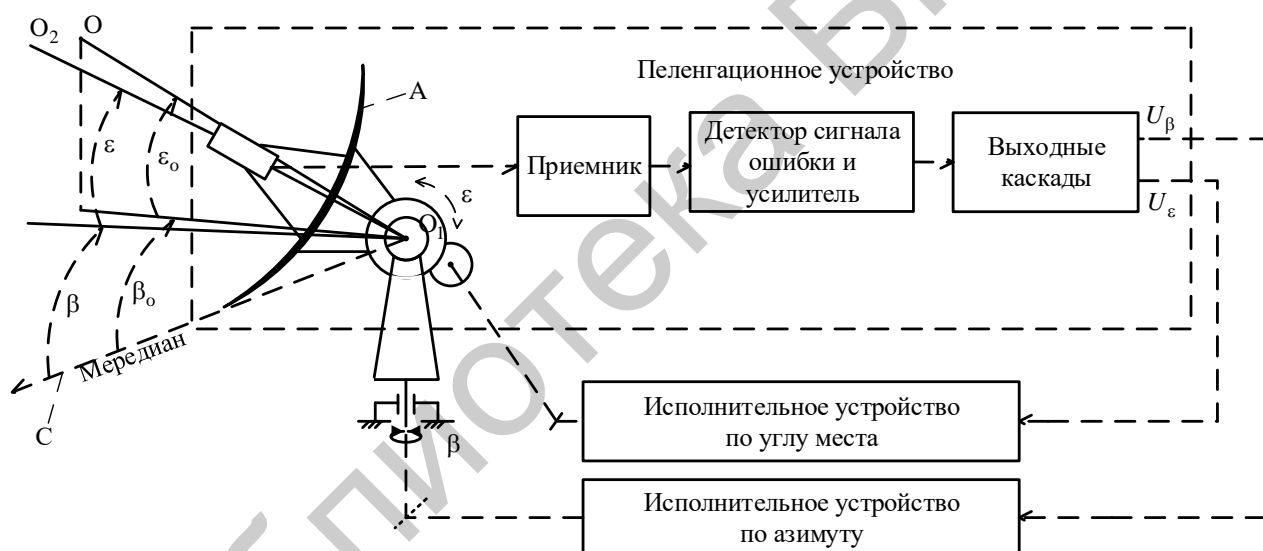 O₂
O
Пеленгационное устройство
A
ε
ε₀
Приемник
Детектор сигнала
ошибки и
усилитель
Выходные
каскады
U_β
U_ε
ε
O₁
β
β₀
Меридиан
C
β
Исполнительное устройство
по углу места
Исполнительное устройство
по азимуту